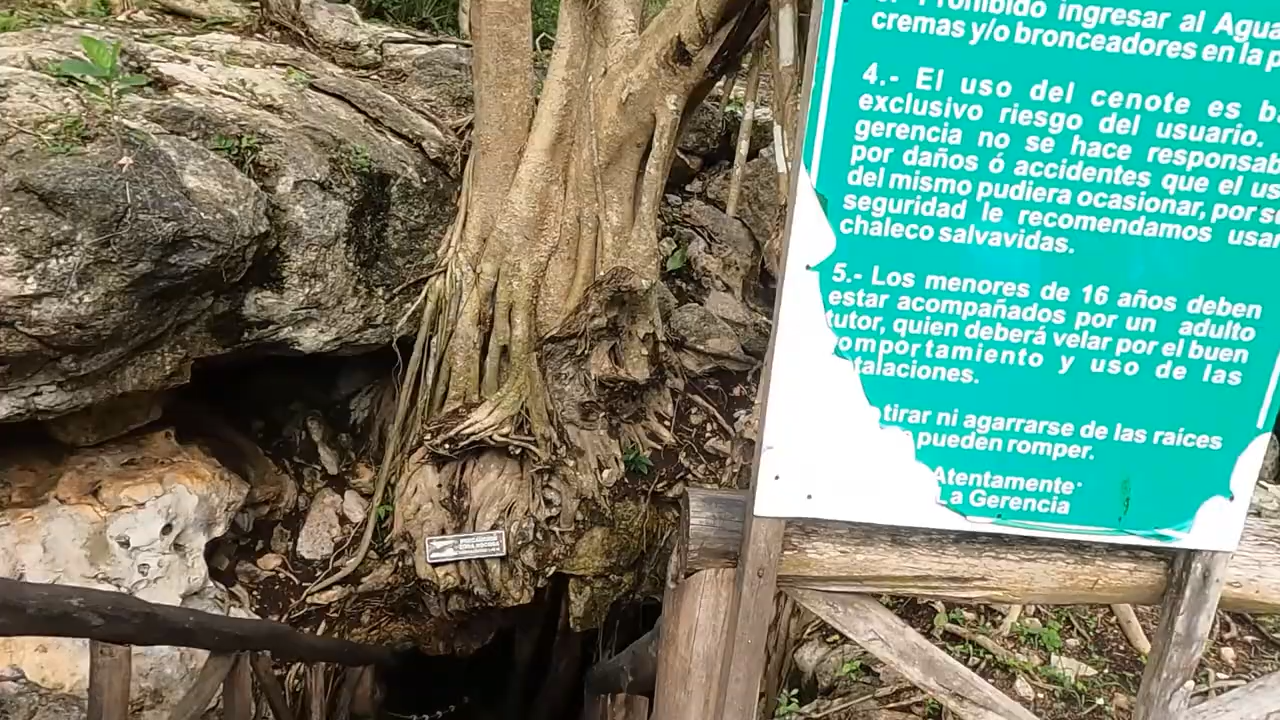 Prohibido ingresar al Agua
cremas y/o bronceadores en la p
4.- El uso del cenote es b
exclusivo riesgo del usuario.
gerencia no se hace responsab
por daños ó accidentes que el us
del mismo pudiera ocasionar, por s
seguridad le recomendamos usar
chaleco salvavidas.
5.- Los menores de 16 años deben
estar acompañados por un adulto
tutor, quien deberá velar por el buen
omportamiento y uso de las
talaciones.
tirar ni agarrarse de las raíces
pueden romper.
Atentamente
La Gerencia